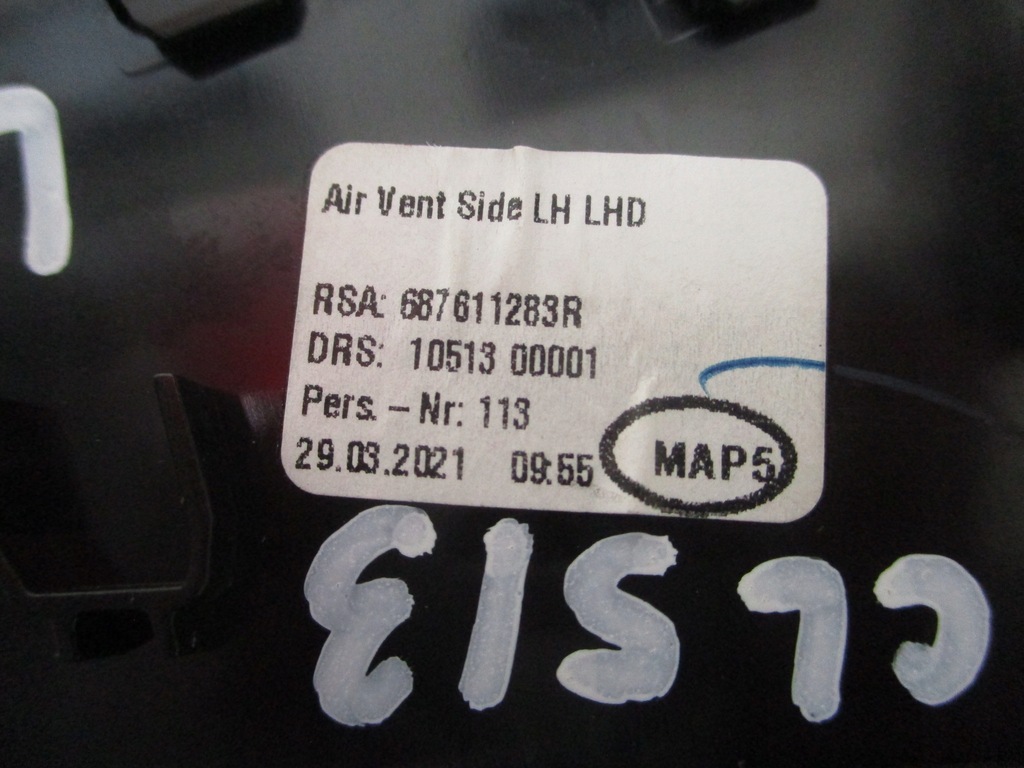 Air Vent Side LH LHD
RSA: 687611283R
DRS: 10513 00001
Pers. – Nr: 113
29.03.2021 09:55 MAP5
CL513
L